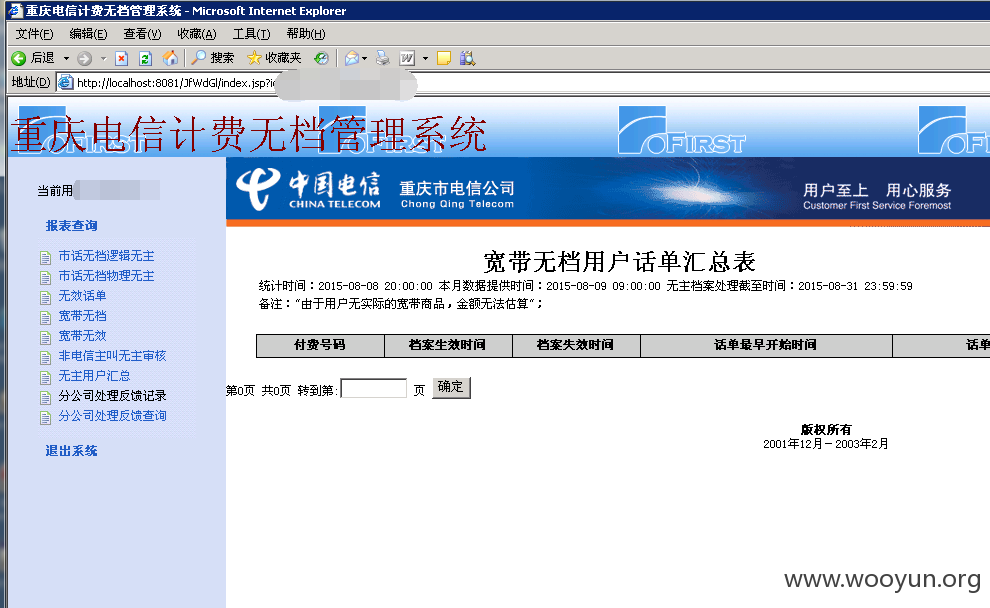 重庆电信计费无档管理系统 - Microsoft Internet Explorer
文件(F) 编辑(E) 查看(V) 收藏(A) 工具(T) 帮助(H)
后退 搜索 收藏夹
地址(D) http://localhost:8081/JfWdGl/index.jsp?i
重庆电信计费无档管理系统
FIRST
当前用
中国电信 CHINA TELECOM
重庆市电信公司
Chong Qing Telecom
用户至上 用心服务
Customer First Service Foremost
报表查询
市话无档逻辑无主
市话无档物理无主
无效话单
宽带无档
宽带无效
非电信主叫无主审核
无主用户汇总
分公司处理反馈记录
分公司处理反馈查询
退出系统
宽带无档用户话单汇总表
统计时间：2015-08-08 20:00:00 本月数据提供时间：2015-08-09 09:00:00 无主档案处理截至时间：2015-08-31 23:59:59
备注："由于用户无实际的宽带商品，金额无法估算"；
付费号码 档案生效时间 档案失效时间 话单最早开始时间 话单
第0页 共0页 转到第: 页 确定
版权所有
2001年12月－2003年2月
www.wooyun.org